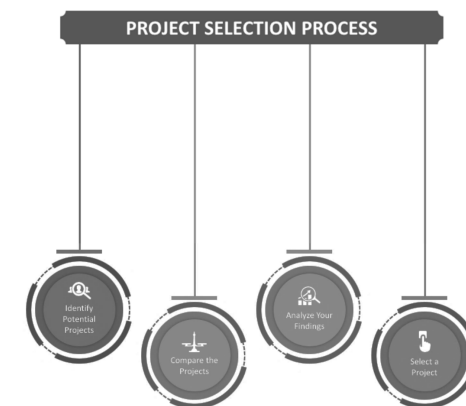 PROJECT SELECTION PROCESS
Identify
Potential
Projects
Compare the
Projects
Analyze Your
Findings
Select a
Project